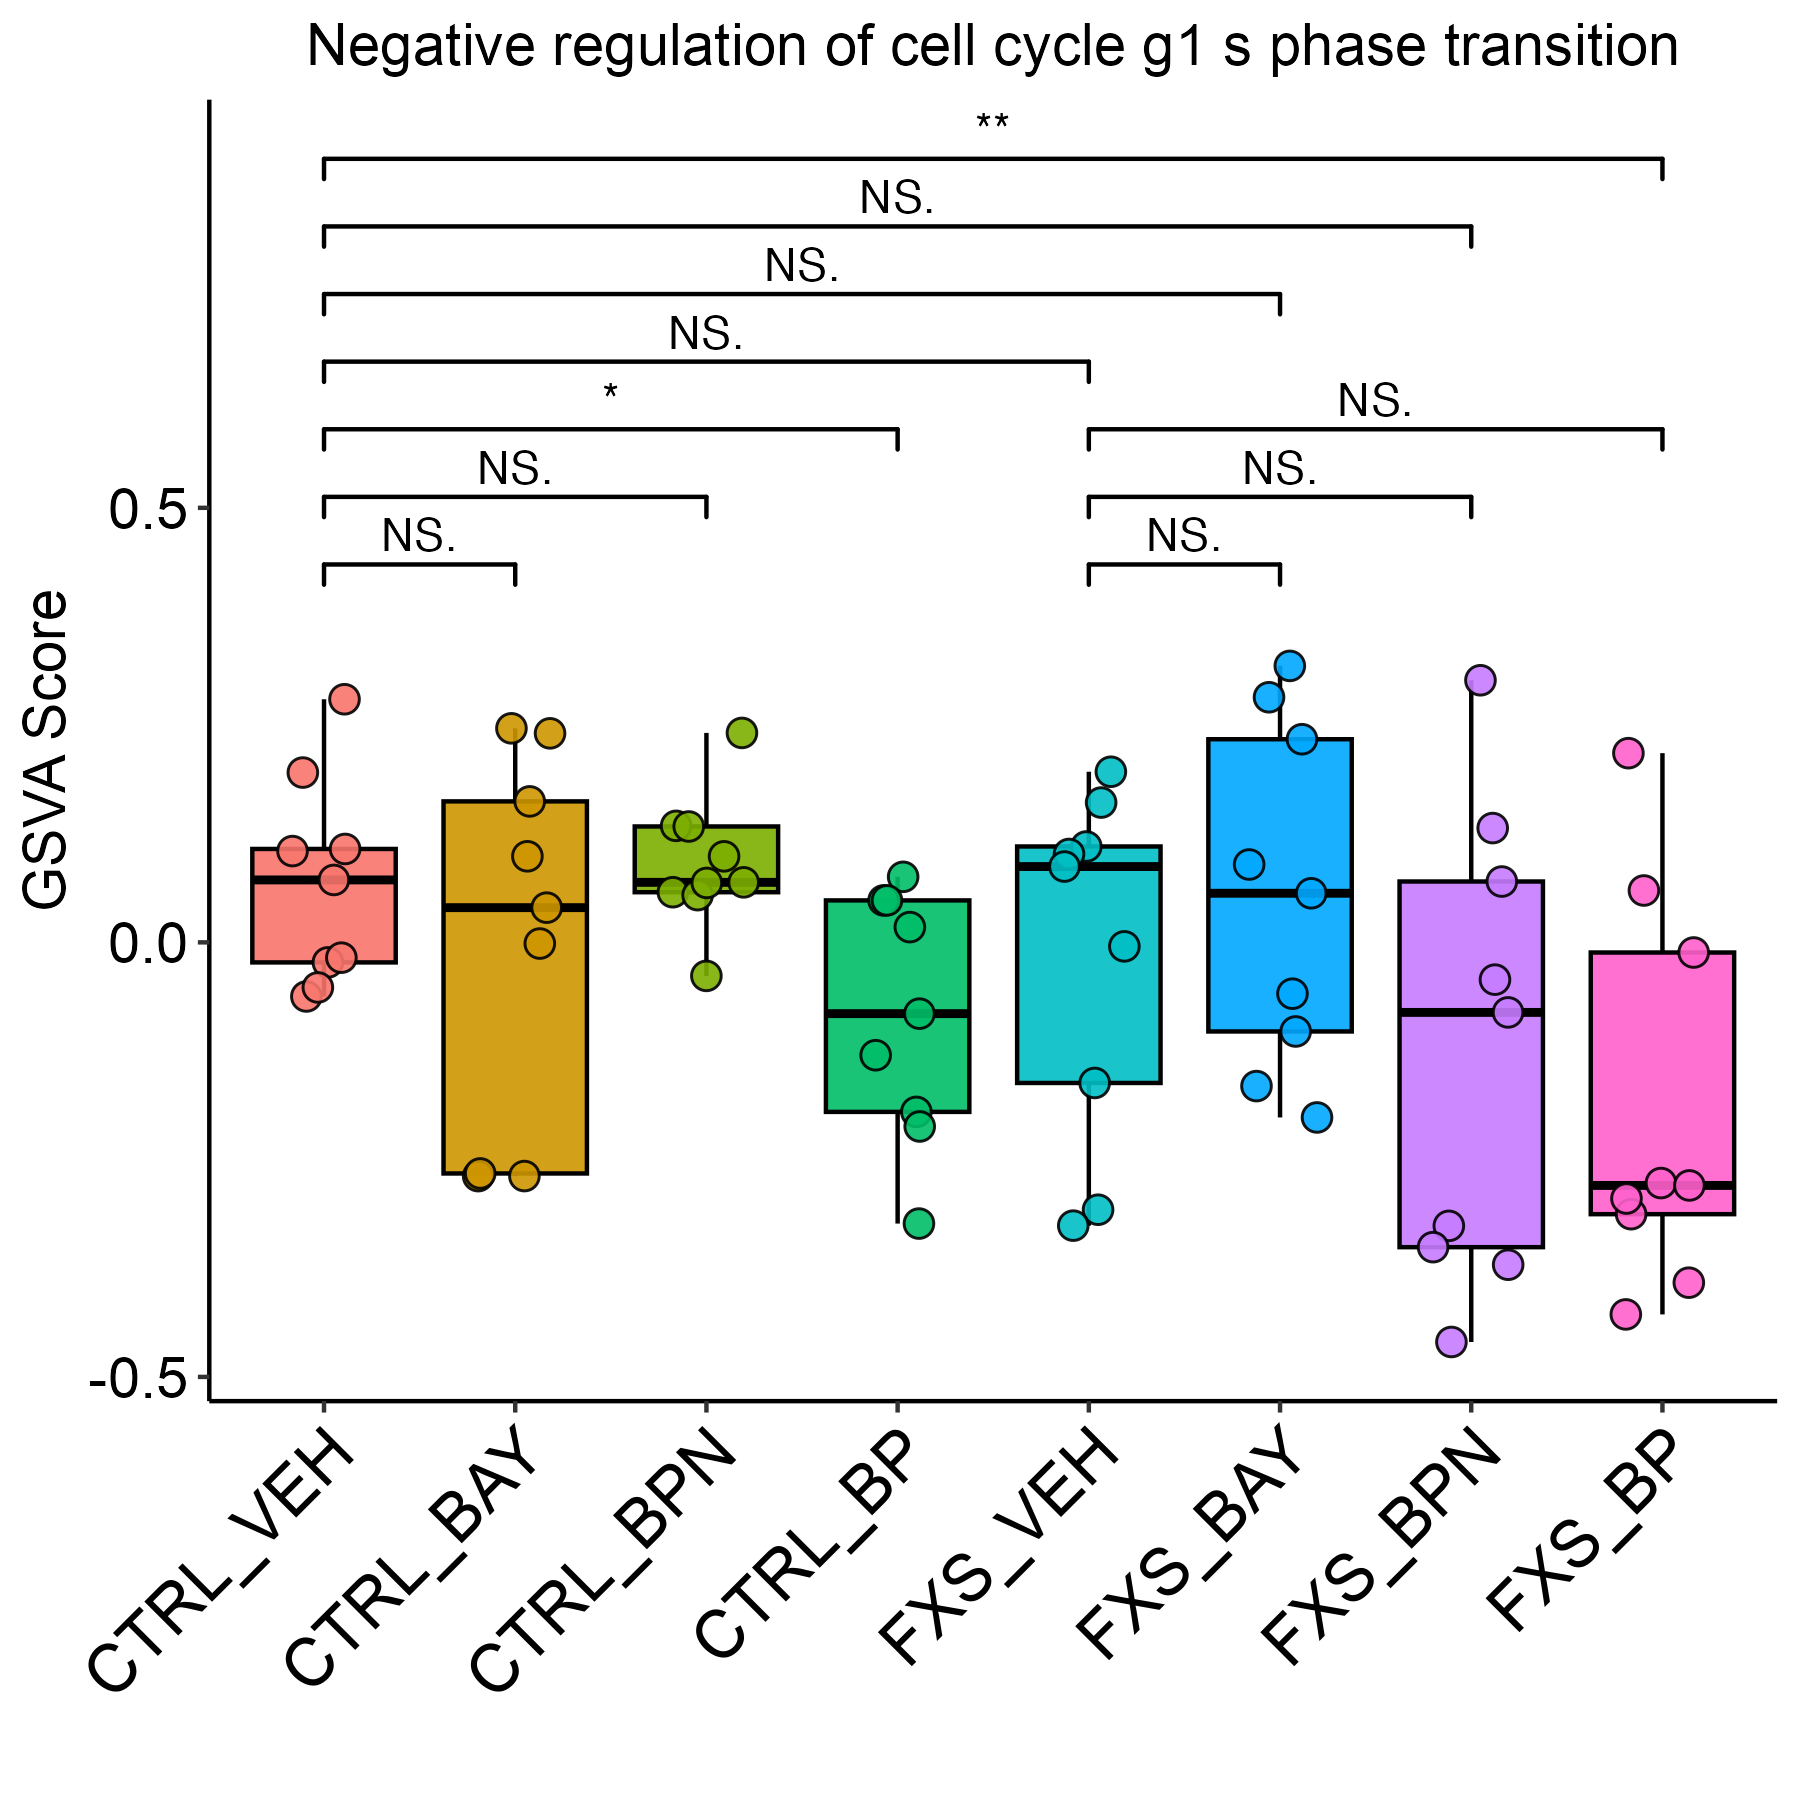 Negative regulation of cell cycle g1 s phase transition
**
NS.
NS.
NS.
*
NS.
NS.
NS.
NS.
NS.
GSVA Score
0.5
0.0
-0.5
CTRL_VEH
CTRL_BAY
CTRL_BPN
CTRL_BP
FXS_VEH
FXS_BAY
FXS_BPN
FXS_BP